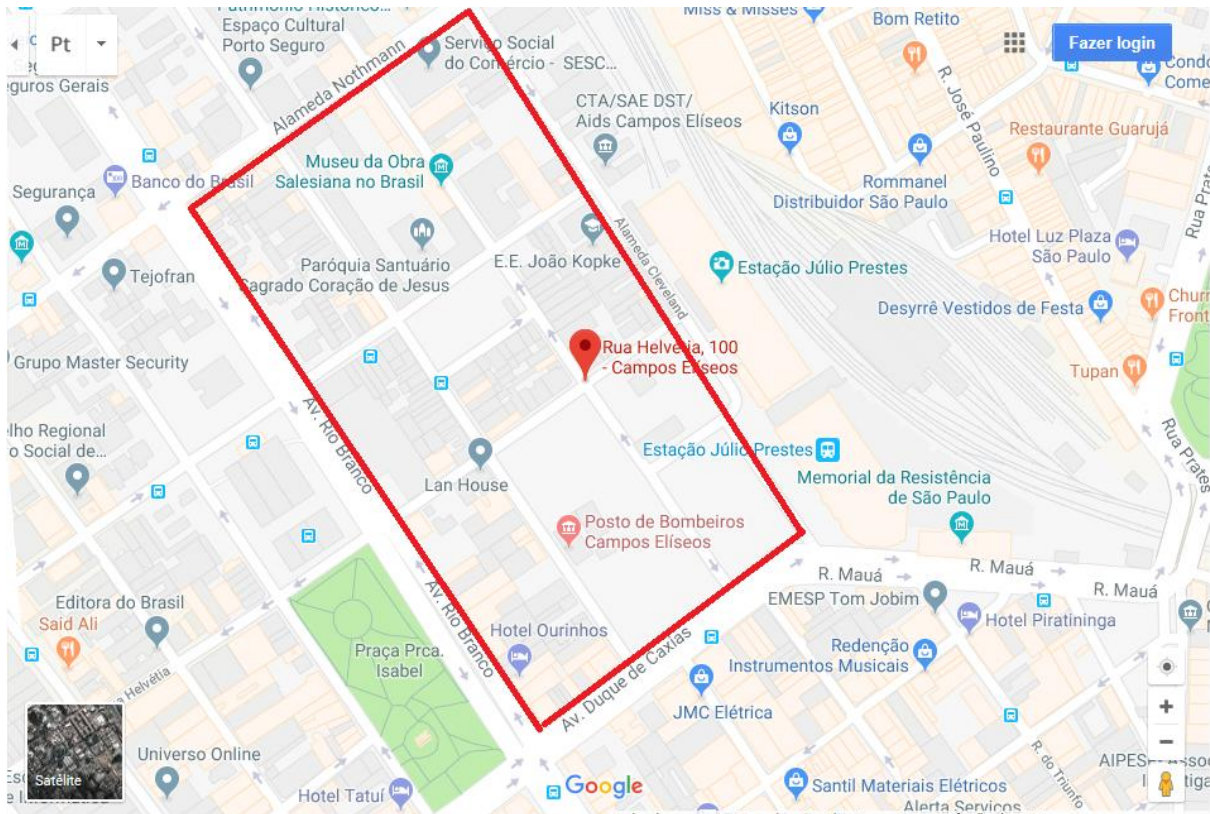 Pt
Espaço Cultural
Porto Seguro
guros Gerais
Alameda Nothmann
Serviço Social
do Comércio - SESC...
Miss & Misses
Bom Retito
Fazer login
Condo
Come
CTA/SAE DST/
Aids Campos Elíseos
Kitson
R. José Paulino
Restaurante Guarujá
Museu da Obra
Salesiana no Brasil
Banco do Brasil
Segurança
Rommanel
Distribuidor São Paulo
Rua Prates
Tejofran
Paróquia Santuário
Sagrado Coração de Jesus
E.E. João Kopke
Alameda Cleveland
Estação Júlio Prestes
Hotel Luz Plaza
São Paulo
Desyrrê Vestidos de Festa
Churr
Front
Grupo Master Security
Rua Helvétia, 100
- Campos Elíseos
Tupan
Av. Rio Branco
lho Regional
o Social de...
Lan House
Estação Júlio Prestes
Memorial da Resistência
de São Paulo
Rua Prates
Posto de Bombeiros
Campos Elíseos
R. Mauá
R. Mauá
R. Mauá
Editora do Brasil
Said Ali
Av. Rio Branco
Praça Prca.
Isabel
Hotel Ourinhos
Av. Duque de Caxias
EMESP Tom Jobim
Hotel Piratininga
Redenção
Instrumentos Musicais
Helvétia
JMC Elétrica
Satélite
Universo Online
Hotel Tatuí
Google
Santil Materiais Elétricos
R. do Triunfo
Alerta Serviços